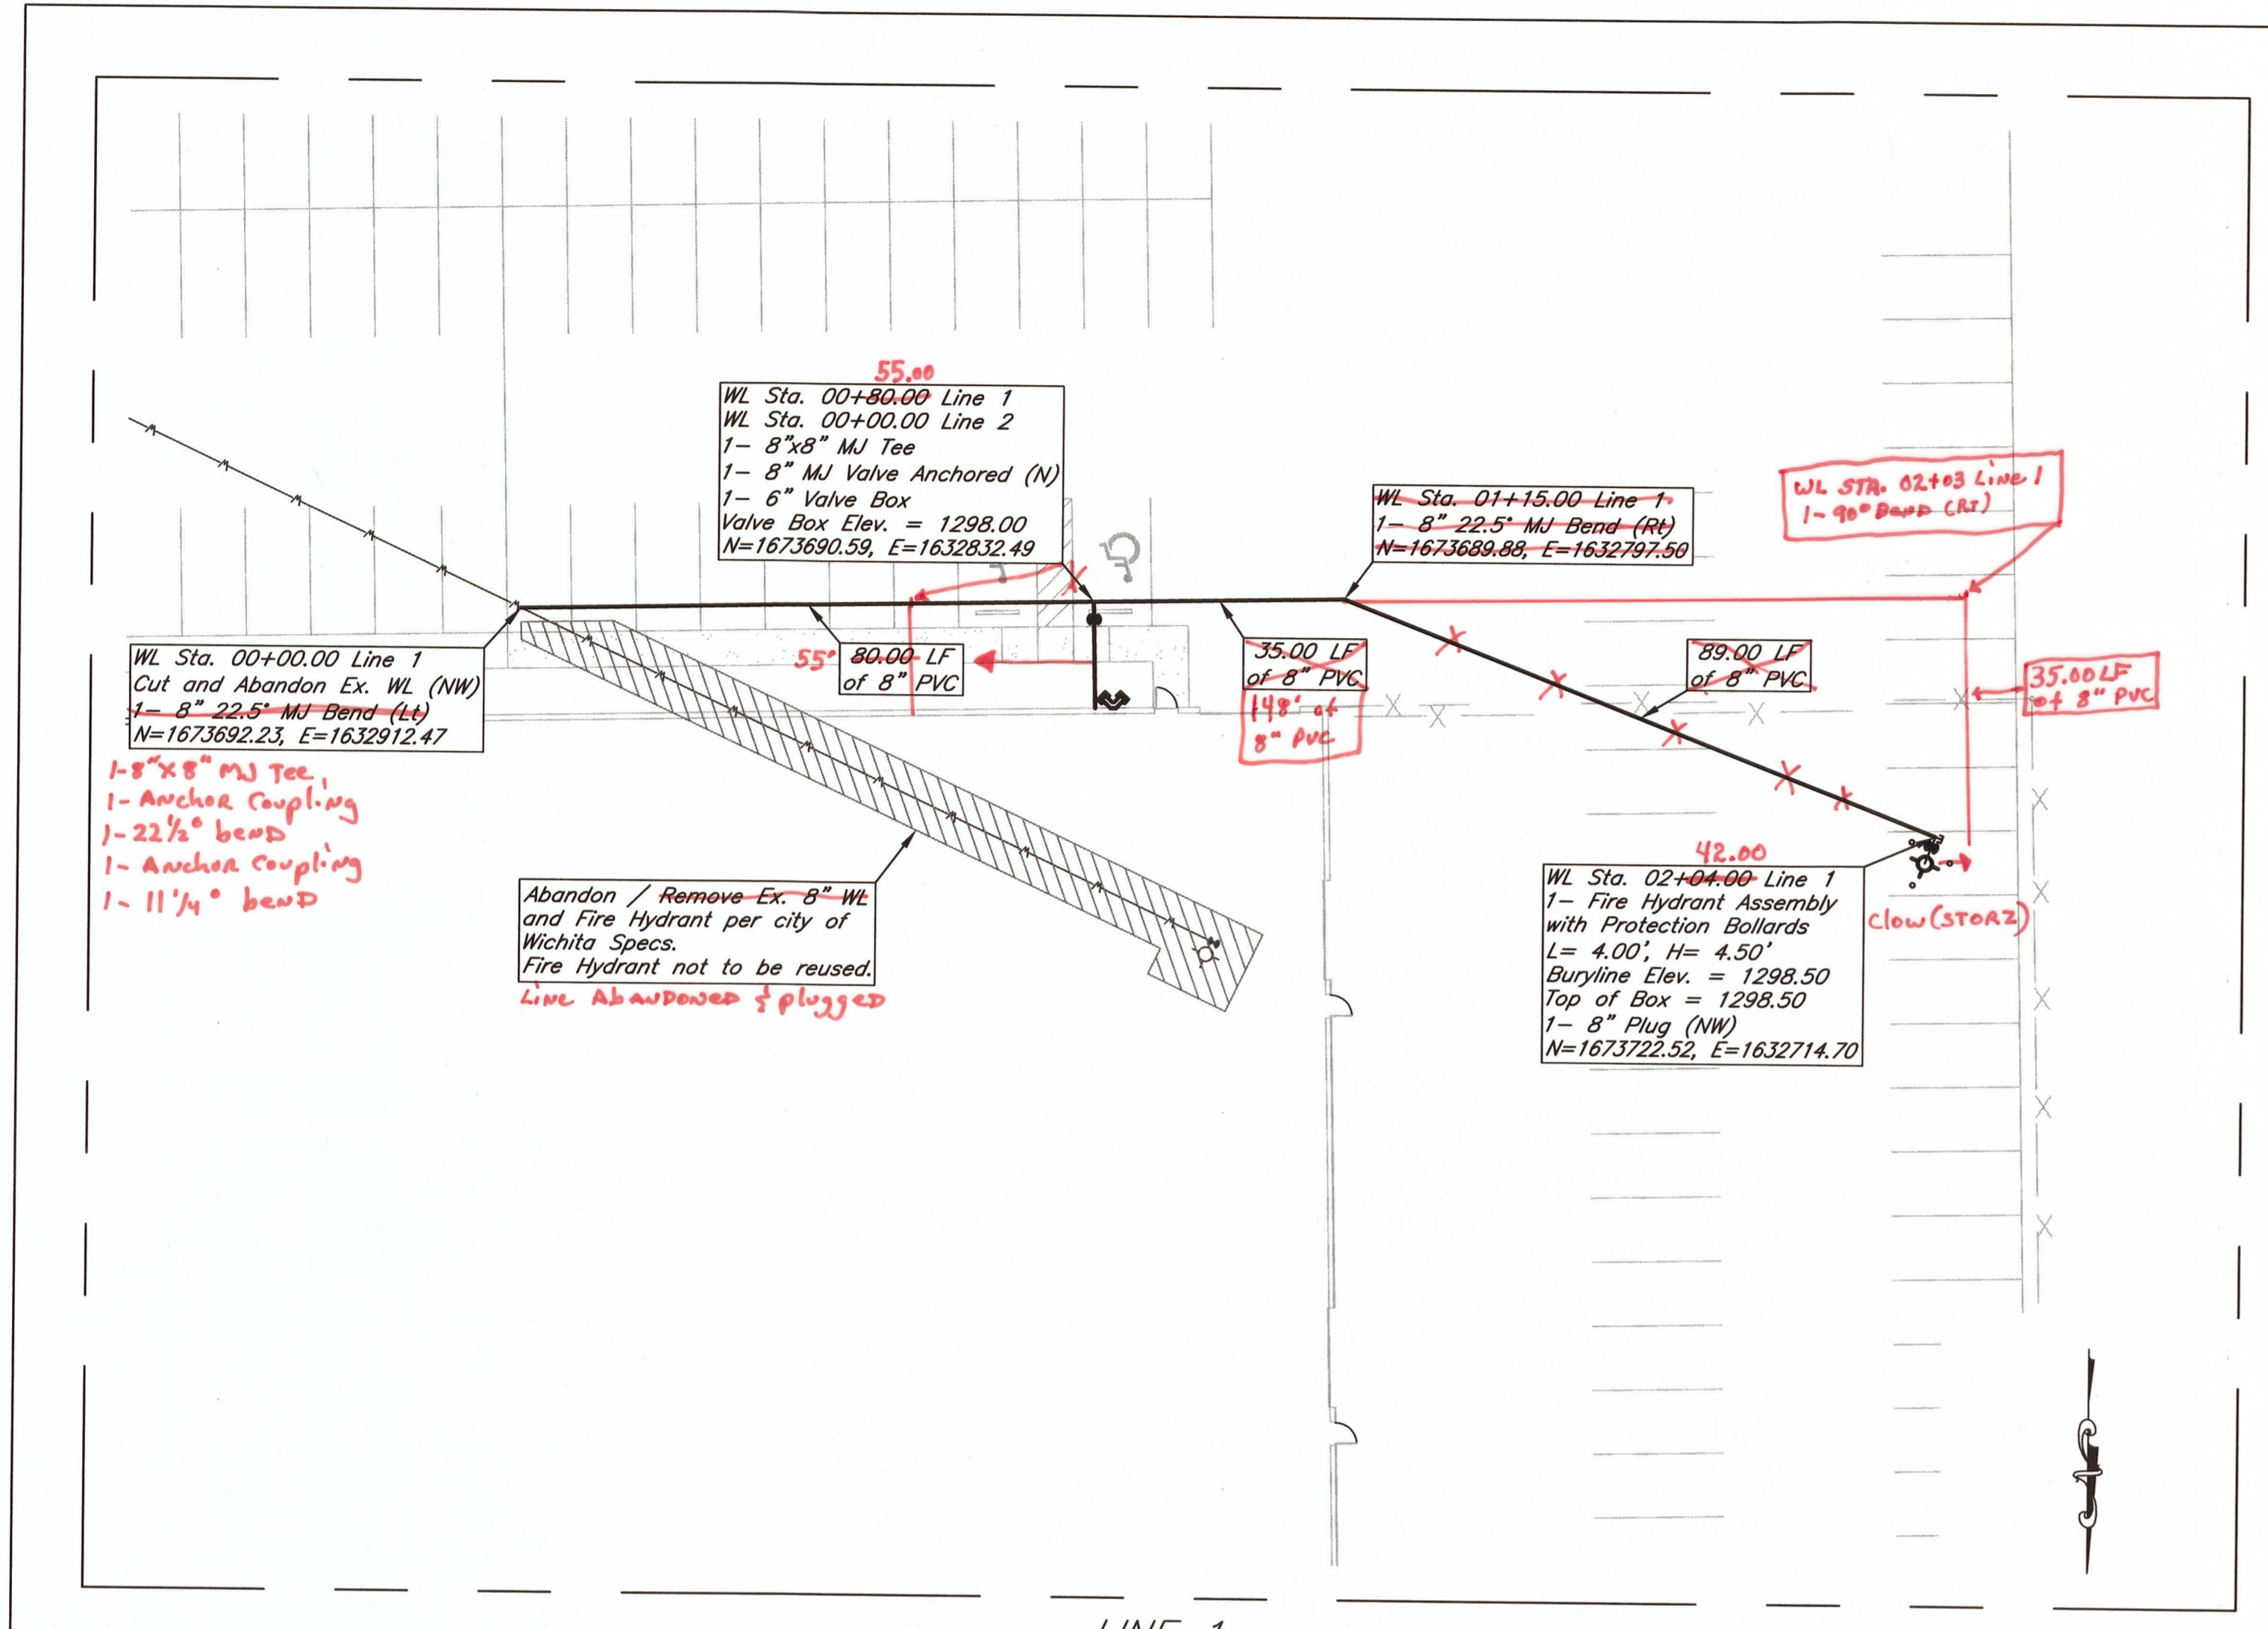 55.00
WL Sta. 00+80.00 Line 1
WL Sta. 00+00.00 Line 2
1- 8"x8" MJ Tee
1- 8" MJ Valve Anchored (N)
1- 6" Valve Box
Valve Box Elev. = 1298.00
N=1673690.59, E=1632832.49
WL Sta. 01+15.00 Line 1
1- 8" 22.5° MJ Bend (Rt)
N=1673689.88, E=1632797.50
WL STA. 02+03 Line 1
1-90° Bend (RT)
WL Sta. 00+00.00 Line 1
Cut and Abandon Ex. WL (NW)
1- 8" 22.5° MJ Bend (Lt)
N=1673692.23, E=1632912.47
1-8"x8" MJ Tee
1- Anchor Coupling
1-22 1/2° bend
1- Anchor Coupling
1- 11 1/4° bend
55'
80.00 LF
of 8" PVC
35.00 LF
of 8" PVC
148' of
8" PVC
89.00 LF
of 8" PVC
35.00 LF
of 8" PVC
Abandon / Remove Ex. 8" WL
and Fire Hydrant per city of
Wichita Specs.
Fire Hydrant not to be reused.
Line Abandoned & plugged
42.00
WL Sta. 02+04.00 Line 1
1- Fire Hydrant Assembly
with Protection Bollards
L= 4.00', H= 4.50'
Buryline Elev. = 1298.50
Top of Box = 1298.50
1- 8" Plug (NW)
N=1673722.52, E=1632714.70
Clow (STORZ)
LINE 1